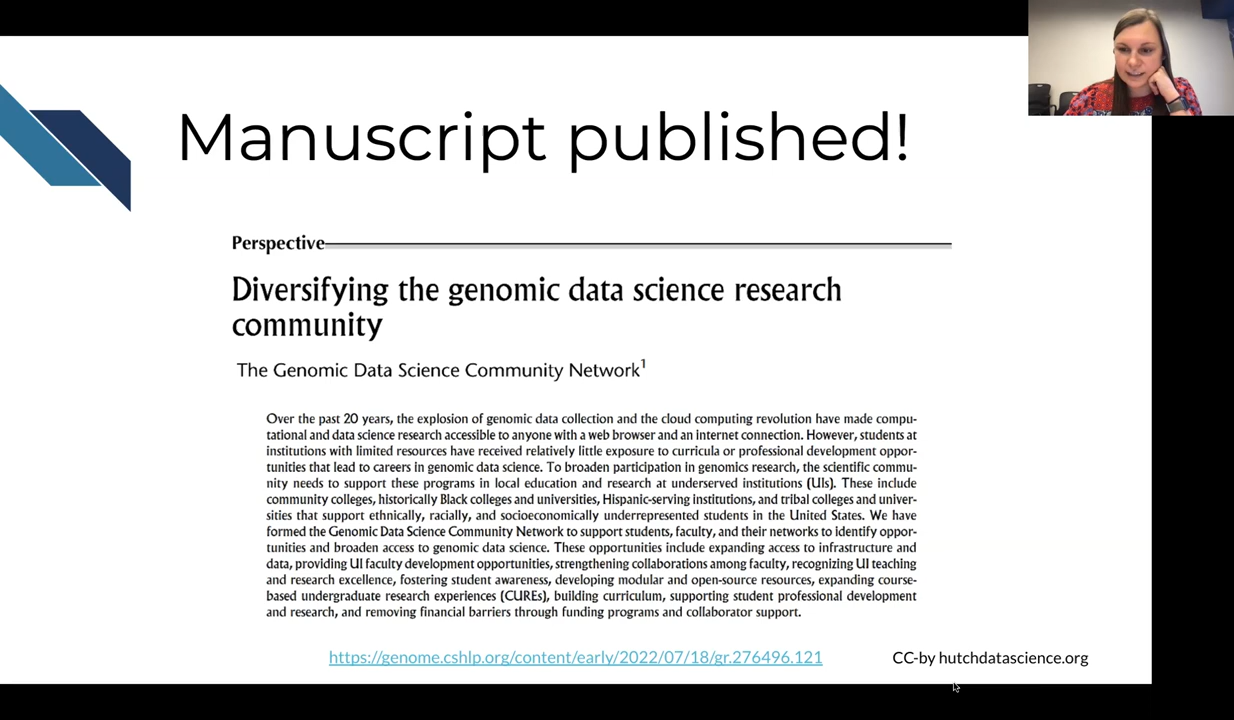 Manuscript published!
Perspective
Diversifying the genomic data science research
community
The Genomic Data Science Community Network1
Over the past 20 years, the explosion of genomic data collection and the cloud computing revolution have made compu-
tational and data science research accessible to anyone with a web browser and an internet connection. However, students at
institutions with limited resources have received relatively little exposure to curricula or professional development oppor-
tunities that lead to careers in genomic data science. To broaden participation in genomics research, the scientific commu-
nity needs to support these programs in local education and research at underserved institutions (UIs). These include
community colleges, historically Black colleges and universities, Hispanic-serving institutions, and tribal colleges and univer-
sities that support ethnically, racially, and socioeconomically underrepresented students in the United States. We have
formed the Genomic Data Science Community Network to support students, faculty, and their networks to identify oppor-
tunities and broaden access to genomic data science. These opportunities include expanding access to infrastructure and
data, providing UI faculty development opportunities, strengthening collaborations among faculty, recognizing UI teaching
and research excellence, fostering student awareness, developing modular and open-source resources, expanding course-
based undergraduate research experiences (CUREs), building curriculum, supporting student professional development
and research, and removing financial barriers through funding programs and collaborator support.
https://genome.cshlp.org/content/early/2022/07/18/gr.276496.121
CC-by hutchdatascience.org